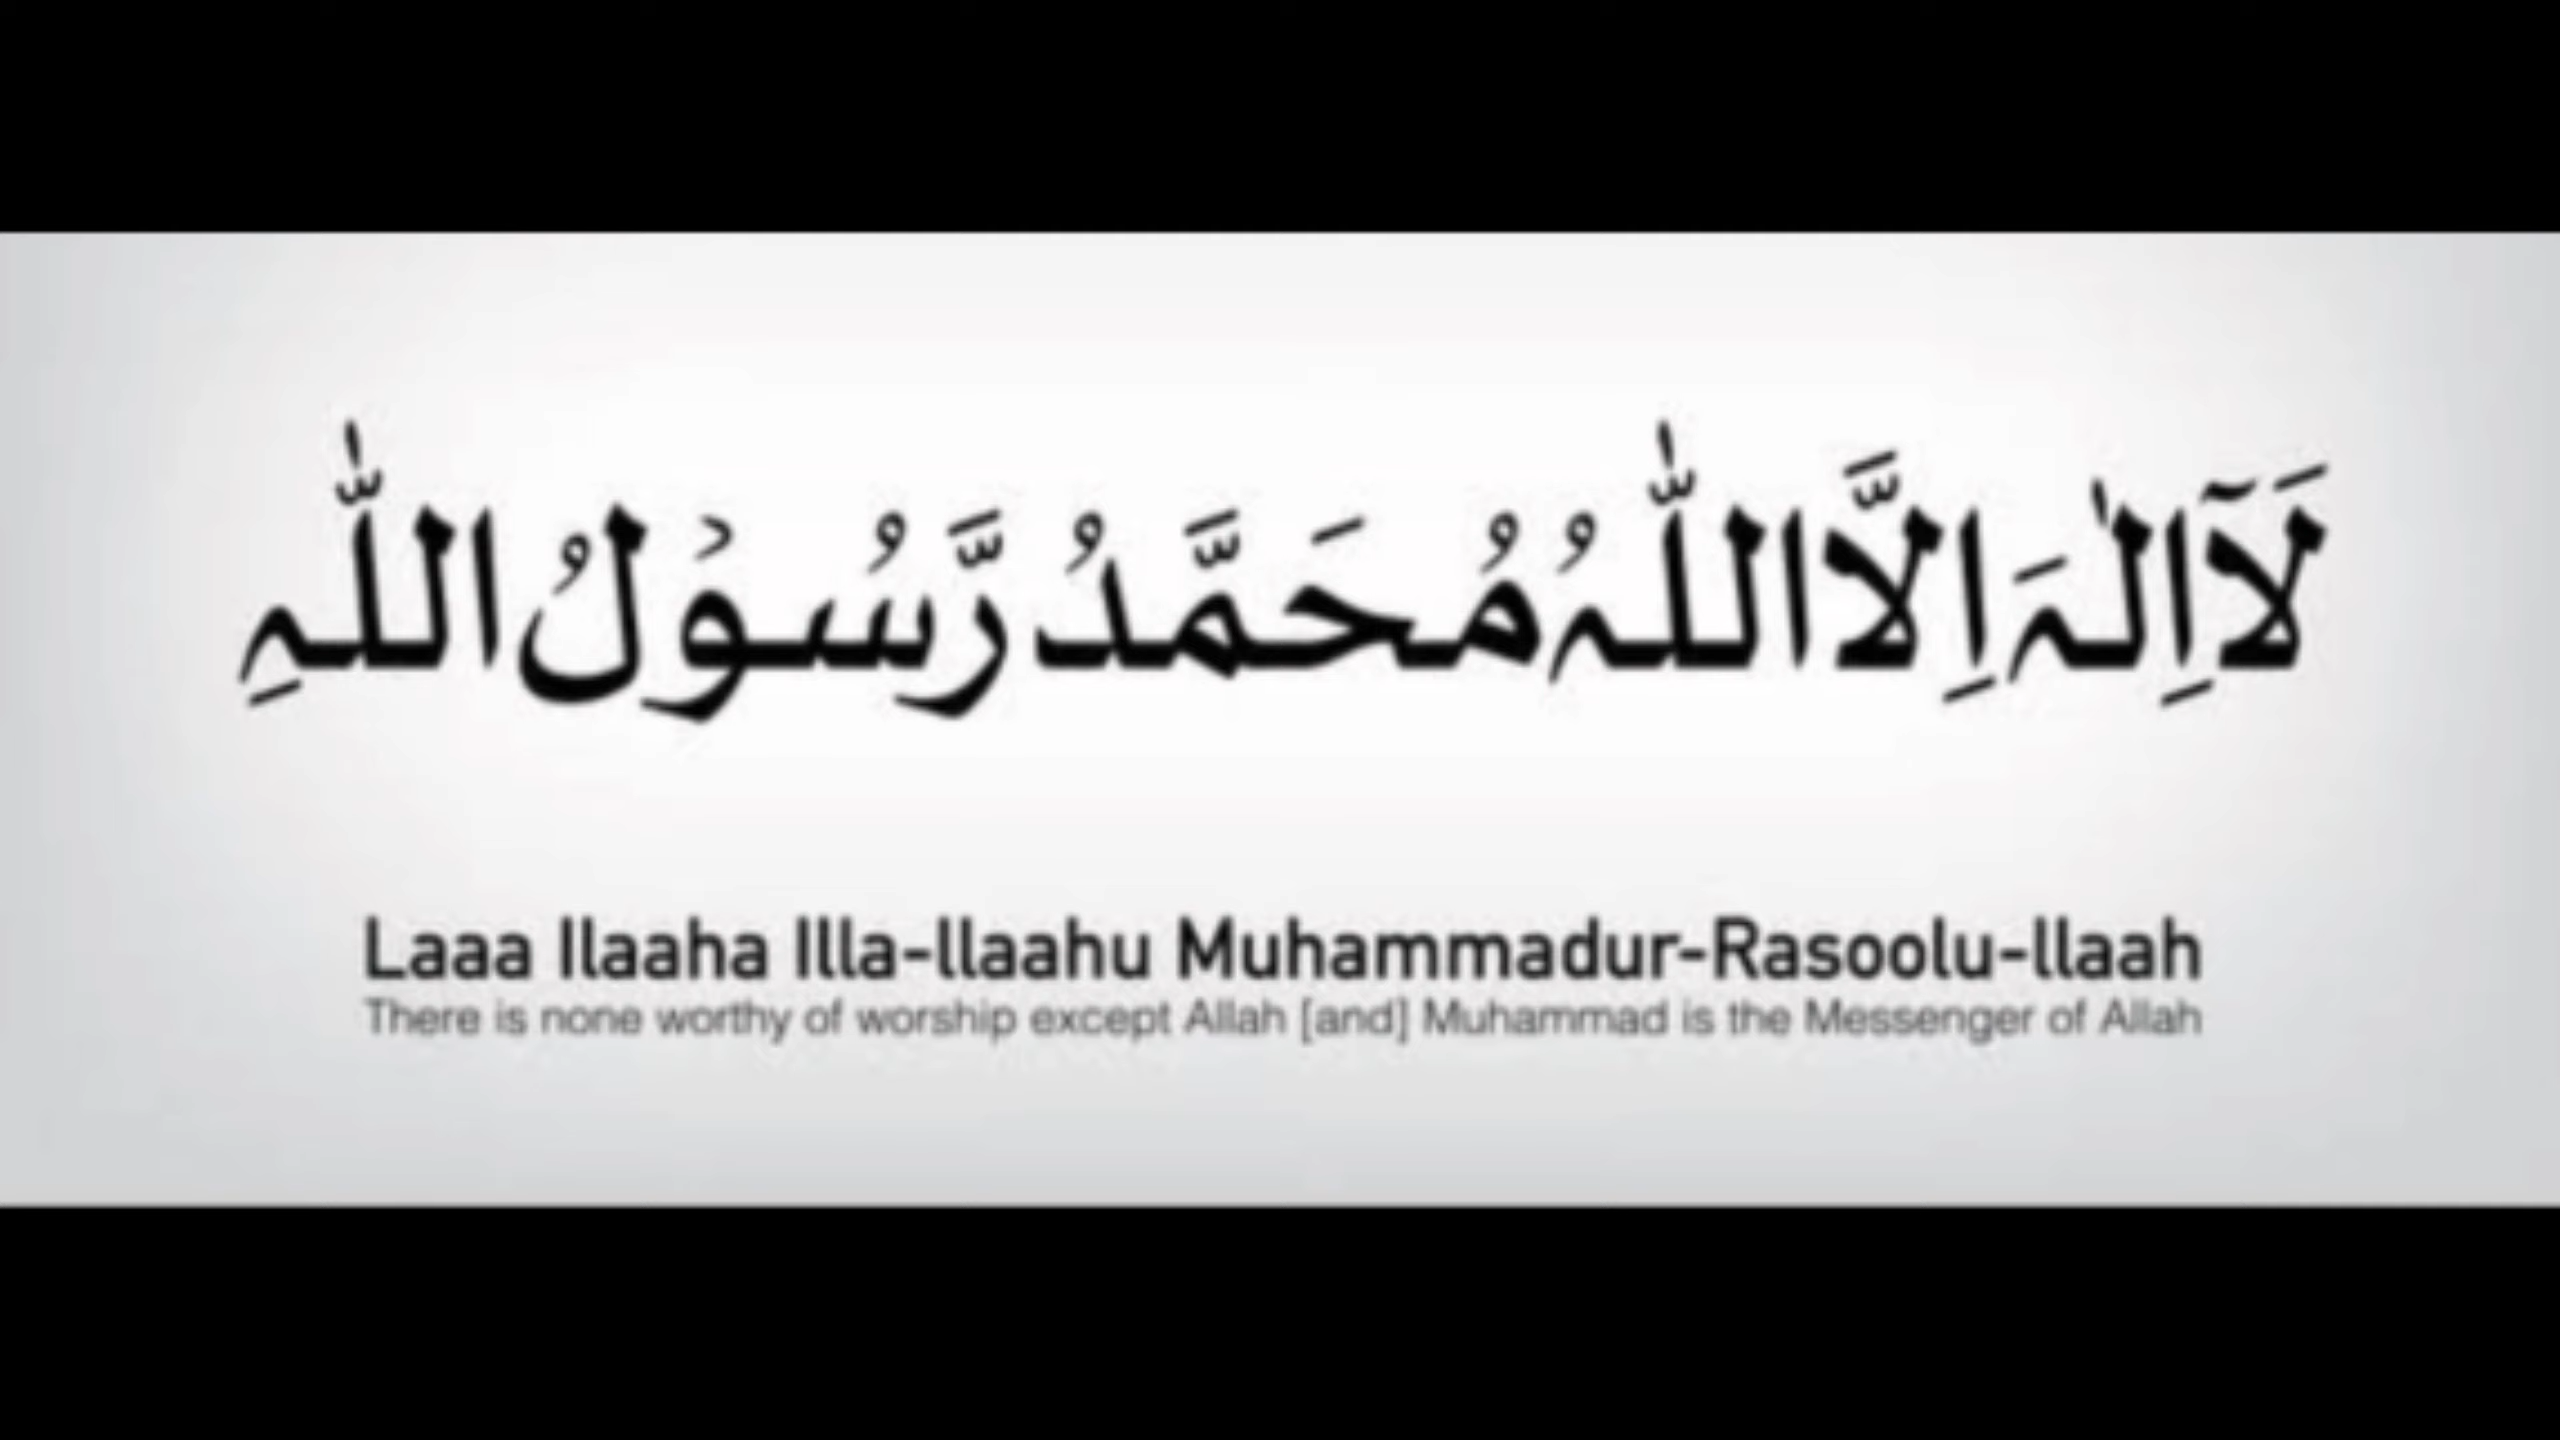 لَآ اِلٰہَ اِلَّا اللّٰہُ مُحَمَّدُ رَّسُوۡلُ اللّٰہِ
Laaa Ilaaha Illa-llaahu Muhammadur-Rasoolu-llaah
There is none worthy of worship except Allah [and] Muhammad is the Messenger of Allah